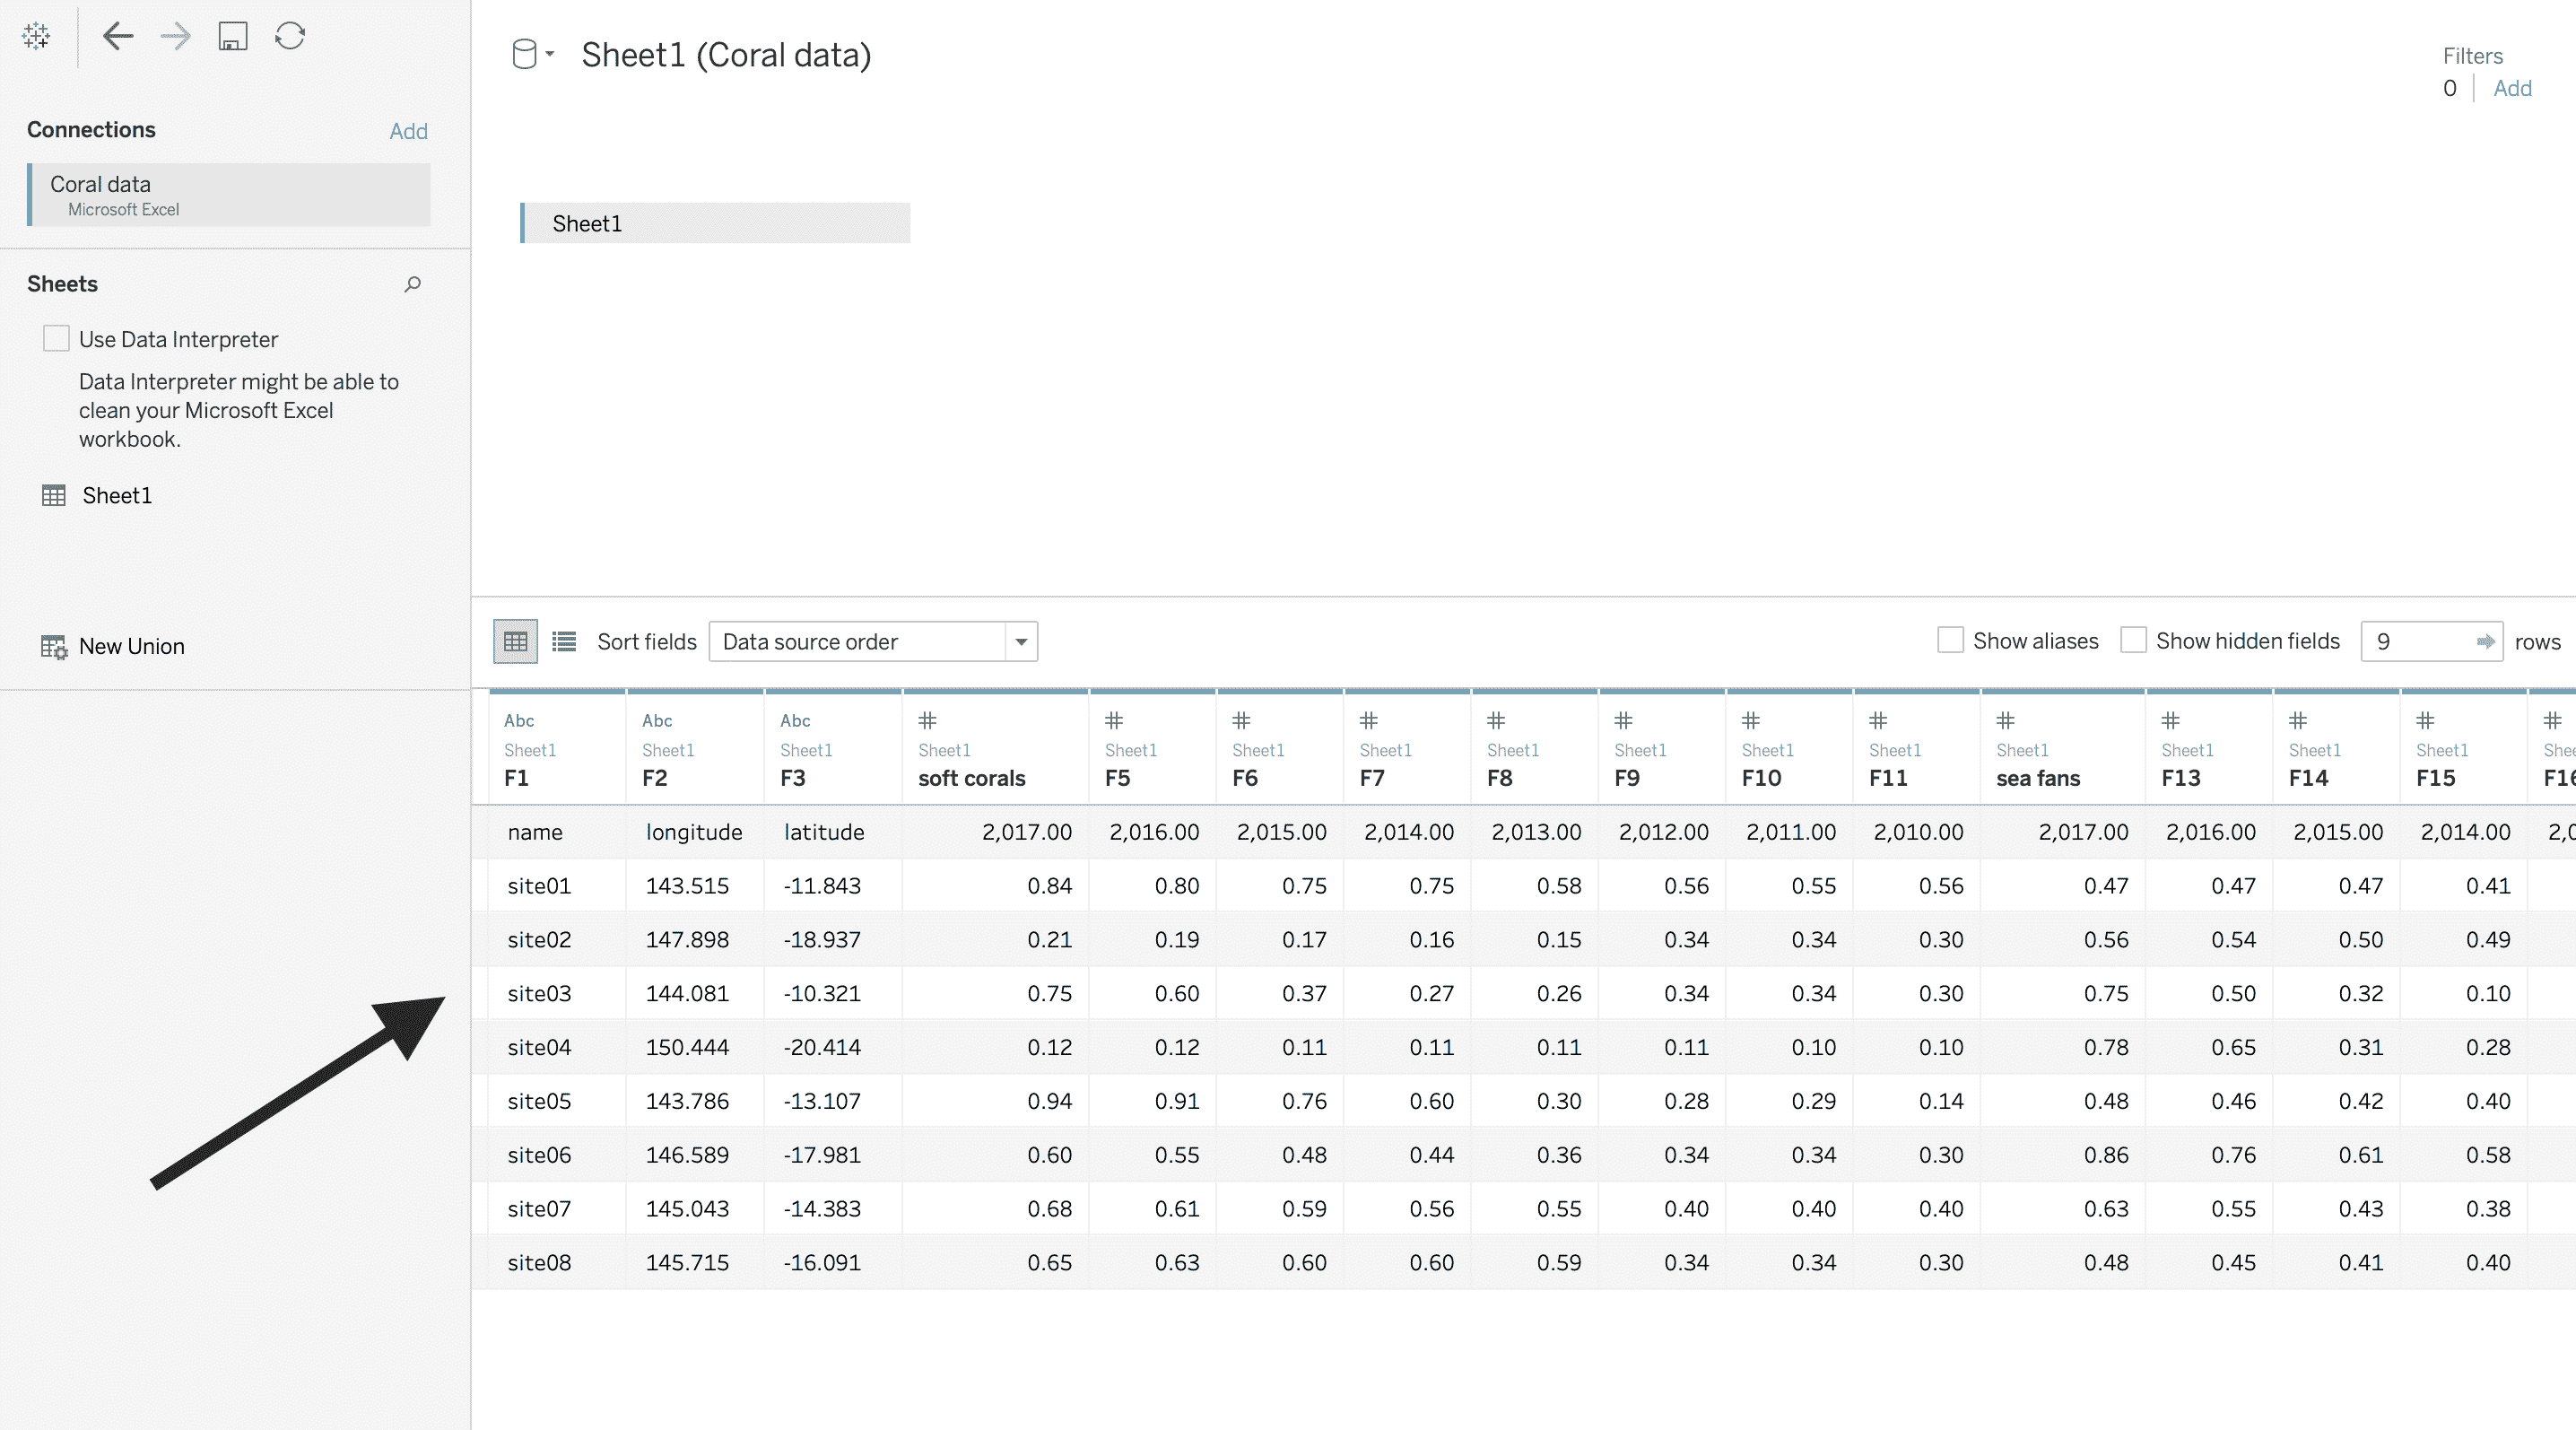 Sheet1 (Coral data)
Filters
0 Add
Connections Add
Coral data
Microsoft Excel
Sheet1
Sheets
Use Data Interpreter
Data Interpreter might be able to
clean your Microsoft Excel
workbook.
Sheet1
New Union
Sort fields Data source order Show aliases Show hidden fields 9 rows
Abc Abc Abc # # # # # # # # # # # # #
Sheet1 Sheet1 Sheet1 Sheet1 Sheet1 Sheet1 Sheet1 Sheet1 Sheet1 Sheet1 Sheet1 Sheet1 Sheet1 Sheet1 Sheet1 Shee
F1 F2 F3 soft corals F5 F6 F7 F8 F9 F10 F11 sea fans F13 F14 F15 F16
name longitude latitude 2,017.00 2,016.00 2,015.00 2,014.00 2,013.00 2,012.00 2,011.00 2,010.00 2,017.00 2,016.00 2,015.00 2,014.00 2,0
site01 143.515 -11.843 0.84 0.80 0.75 0.75 0.58 0.56 0.55 0.56 0.47 0.47 0.47 0.41
site02 147.898 -18.937 0.21 0.19 0.17 0.16 0.15 0.34 0.34 0.30 0.56 0.54 0.50 0.49
site03 144.081 -10.321 0.75 0.60 0.37 0.27 0.26 0.34 0.34 0.30 0.75 0.50 0.32 0.10
site04 150.444 -20.414 0.12 0.12 0.11 0.11 0.11 0.11 0.10 0.10 0.78 0.65 0.31 0.28
site05 143.786 -13.107 0.94 0.91 0.76 0.60 0.30 0.28 0.29 0.14 0.48 0.46 0.42 0.40
site06 146.589 -17.981 0.60 0.55 0.48 0.44 0.36 0.34 0.34 0.30 0.86 0.76 0.61 0.58
site07 145.043 -14.383 0.68 0.61 0.59 0.56 0.55 0.40 0.40 0.40 0.63 0.55 0.43 0.38
site08 145.715 -16.091 0.65 0.63 0.60 0.60 0.59 0.34 0.34 0.30 0.48 0.45 0.41 0.40